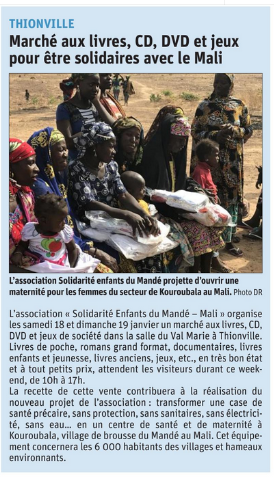 THIONVILLE
Marché aux livres, CD, DVD et jeux
pour être solidaires avec le Mali
L'association Solidarité enfants du Mandé projette d'ouvrir une
maternité pour les femmes du secteur de Kouroubala au Mali. Photo DR
L'association « Solidarité Enfants du Mandé – Mali » organise
les samedi 18 et dimanche 19 janvier un marché aux livres, CD,
DVD et jeux de société dans la salle du Val Marie à Thionville.
Livres de poche, romans grand format, documentaires, livres
enfants et jeunesse, livres anciens, jeux, etc., en très bon état
et à tout petits prix, attendent les visiteurs durant ce week-
end, de 10h à 17h.
La recette de cette vente contribuera à la réalisation du
nouveau projet de l'association : transformer une case de
santé précaire, sans protection, sans sanitaires, sans électrici-
té, sans eau… en un centre de santé et de maternité à
Kouroubala, village de brousse du Mandé au Mali. Cet équipe-
ment concernera les 6 000 habitants des villages et hameaux
environnants.